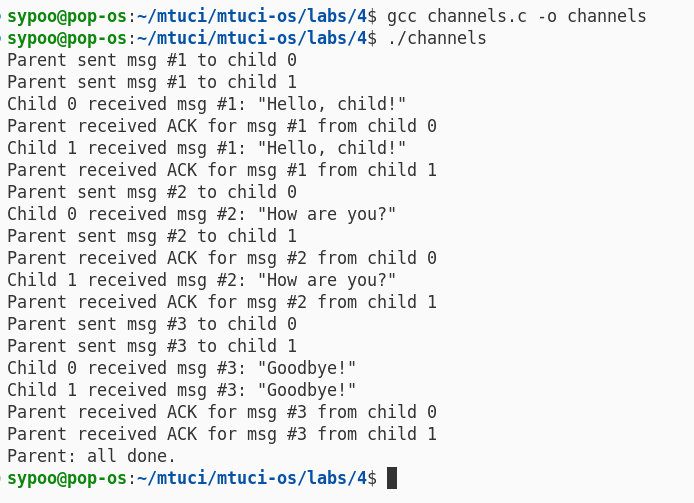 sypoo@pop-os:~/mtuci/mtuci-os/labs/4$ gcc channels.c -o channels
sypoo@pop-os:~/mtuci/mtuci-os/labs/4$ ./channels
Parent sent msg #1 to child 0
Parent sent msg #1 to child 1
Child 0 received msg #1: "Hello, child!"
Parent received ACK for msg #1 from child 0
Child 1 received msg #1: "Hello, child!"
Parent received ACK for msg #1 from child 1
Parent sent msg #2 to child 0
Child 0 received msg #2: "How are you?"
Parent sent msg #2 to child 1
Parent received ACK for msg #2 from child 0
Child 1 received msg #2: "How are you?"
Parent received ACK for msg #2 from child 1
Parent sent msg #3 to child 0
Parent sent msg #3 to child 1
Child 0 received msg #3: "Goodbye!"
Child 1 received msg #3: "Goodbye!"
Parent received ACK for msg #3 from child 0
Parent received ACK for msg #3 from child 1
Parent: all done.
sypoo@pop-os:~/mtuci/mtuci-os/labs/4$